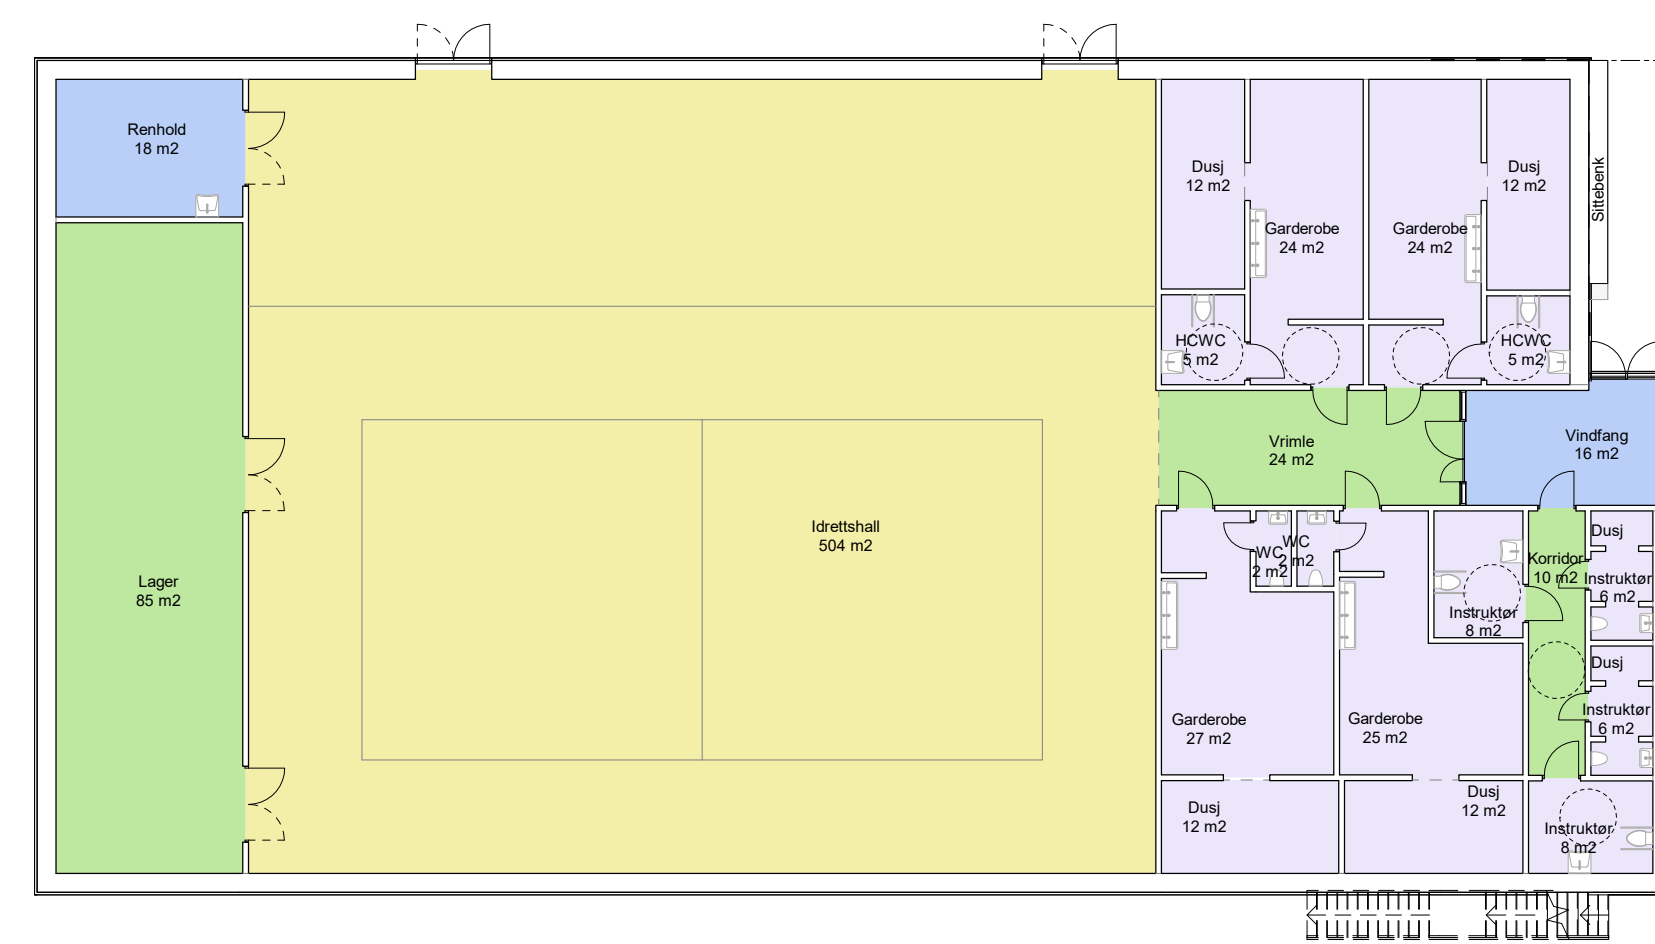 Renhold
18 m2
Dusj
12 m2
Garderobe
24 m2
Garderobe
24 m2
Dusj
12 m2
Sittebenk
HCWC
5 m2
HCWC
5 m2
Vrimle
24 m2
Vindfang
16 m2
Idrettshall
504 m2
Lager
85 m2
WC
2 m2
WC
2 m2
Korridor
10 m2
Dusj
Instruktør
6 m2
Instruktør
8 m2
Dusj
Instruktør
6 m2
Garderobe
27 m2
Garderobe
25 m2
Dusj
12 m2
Dusj
12 m2
Instruktør
8 m2